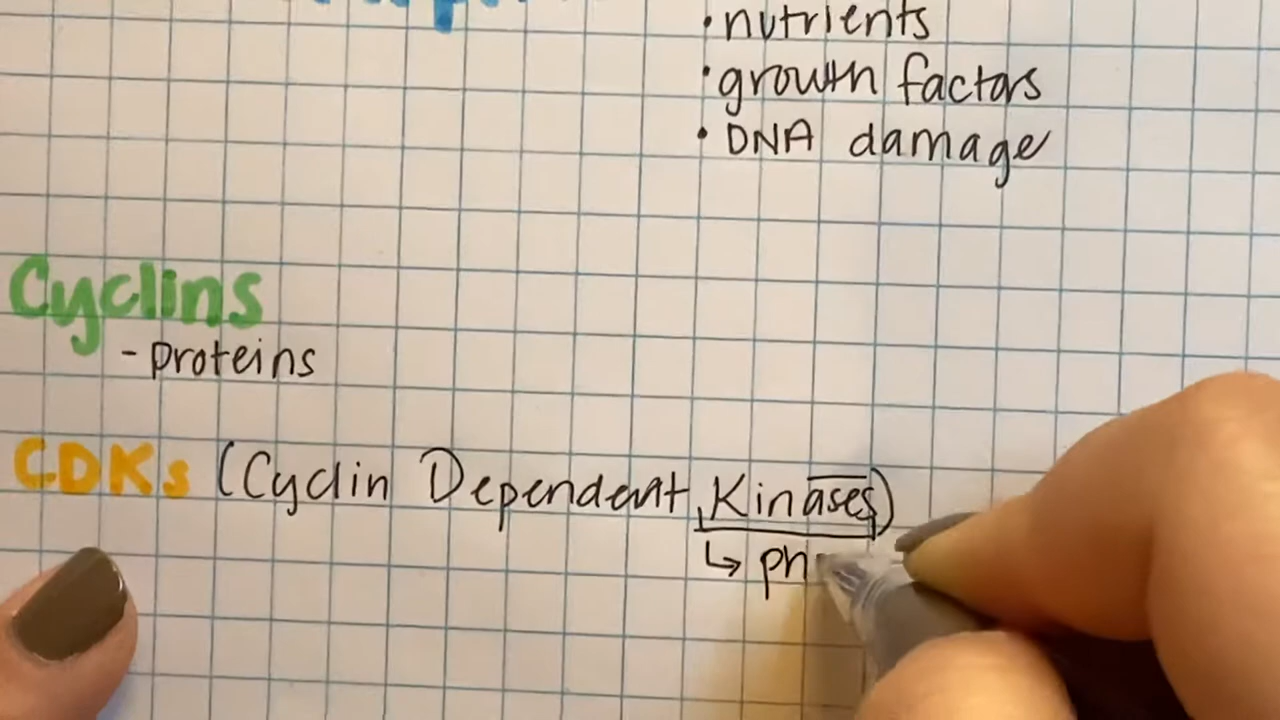 • nutrients
• growth factors
• DNA damage
Cyclins
- proteins
CDKs (Cyclin Dependent Kinases)
↳ ph